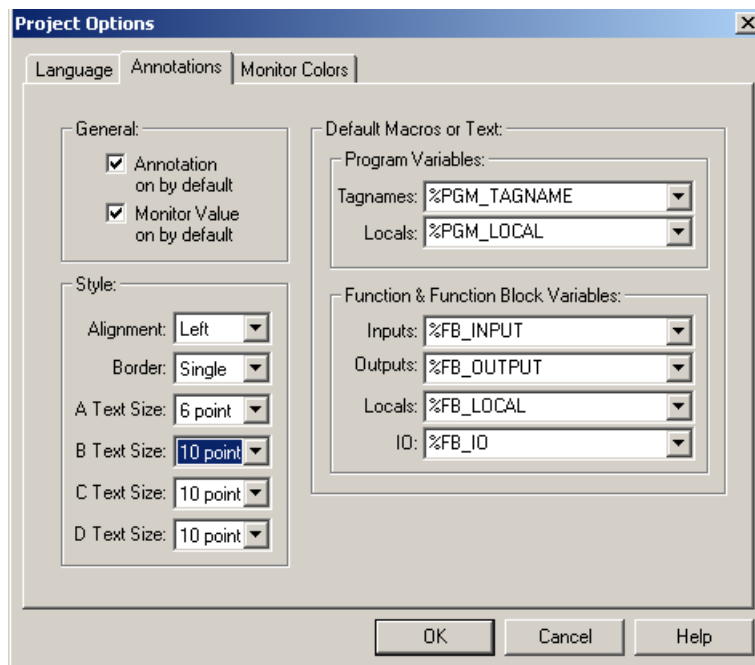 Project Options
Language
Annotations
Monitor Colors
General:
Annotation
on by default
Monitor Value
on by default
Style:
Alignment: Left
Border: Single
A Text Size: 6 point
B Text Size: 10 point
C Text Size: 10 point
D Text Size: 10 point
Default Macros or Text:
Program Variables:
Tagnames: %PGM_TAGNAME
Locals: %PGM_LOCAL
Function & Function Block Variables:
Inputs: %FB_INPUT
Outputs: %FB_OUTPUT
Locals: %FB_LOCAL
IO: %FB_IO
OK
Cancel
Help